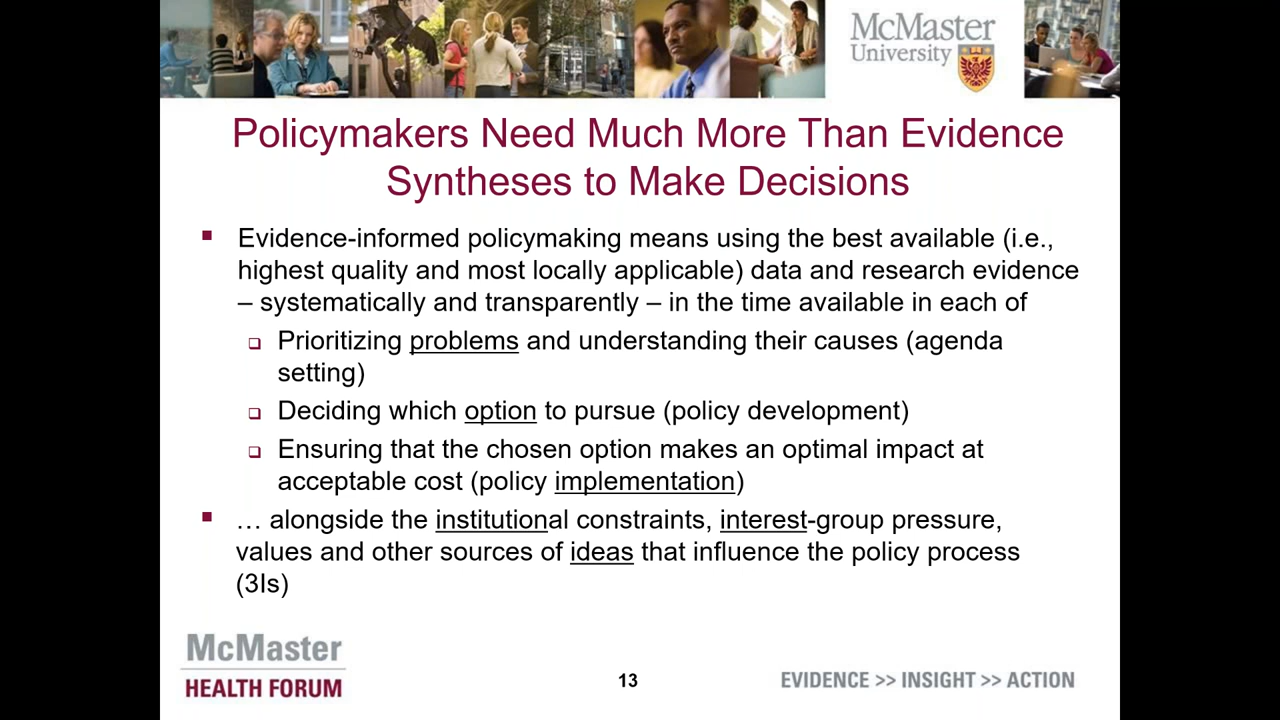 McMaster
University
Policymakers Need Much More Than Evidence
Syntheses to Make Decisions
▪ Evidence-informed policymaking means using the best available (i.e.,
highest quality and most locally applicable) data and research evidence
– systematically and transparently – in the time available in each of
❑ Prioritizing problems and understanding their causes (agenda
setting)
❑ Deciding which option to pursue (policy development)
❑ Ensuring that the chosen option makes an optimal impact at
acceptable cost (policy implementation)
▪ … alongside the institutional constraints, interest-group pressure,
values and other sources of ideas that influence the policy process
(3Is)
McMaster
HEALTH FORUM
13
EVIDENCE >> INSIGHT >> ACTION